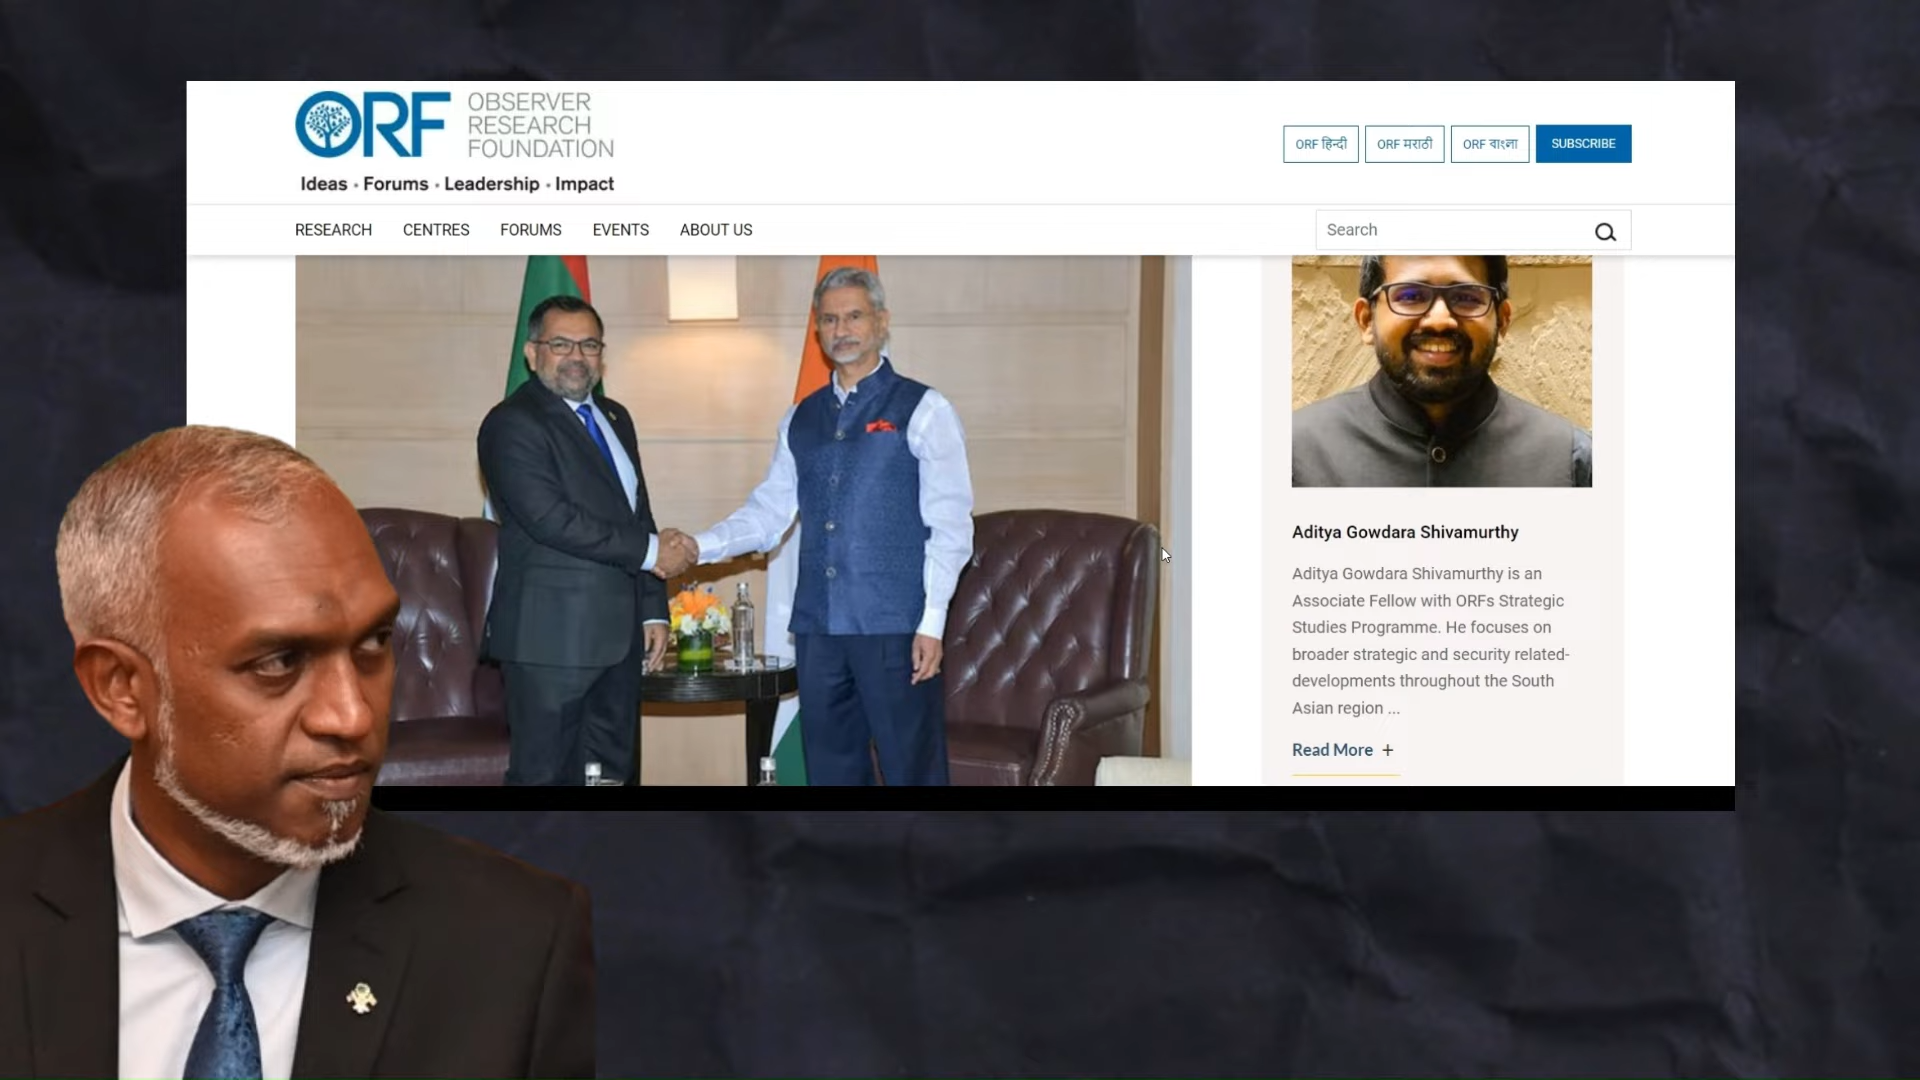 ORF
OBSERVER
RESEARCH
FOUNDATION
Ideas • Forums • Leadership • Impact
ORF हिन्दी
ORF मराठी
ORF বাংলা
SUBSCRIBE
RESEARCH CENTRES FORUMS EVENTS ABOUT US
Search
Aditya Gowdara Shivamurthy
Aditya Gowdara Shivamurthy is an
Associate Fellow with ORFs Strategic
Studies Programme. He focuses on
broader strategic and security related-
developments throughout the South
Asian region ...
Read More +